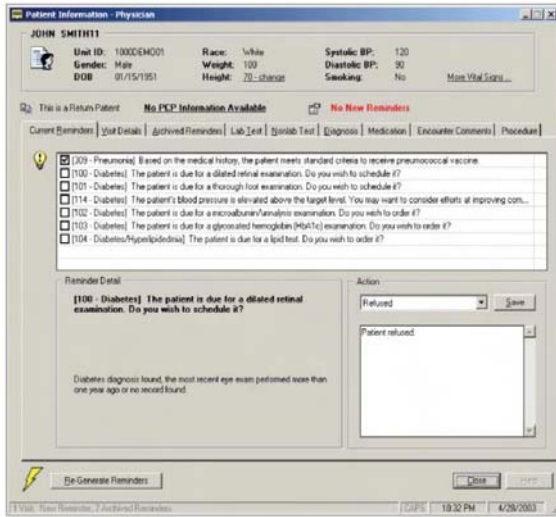 Patient Information - Physician
JOHN SMITH11
Unit ID: 1000DEMO01 Race: White Systolic BP: 120
Gender: Male Weight: 100 Diastolic BP: 90
DOB 01/15/1951 Height: 70 - change Smoking: No More Vital Signs ...
This is a Return Patient No PCP Information Available No New Reminders
Current Reminders Visit Details Archived Reminders Lab Test Nonlab Test Diagnosis Medication Encounter Comments Procedure
[309 - Pneumonia] Based on the medical history, the patient meets standard criteria to receive pneumococcal vaccine.
[100 - Diabetes] The patient is due for a dilated retinal examination. Do you wish to schedule it?
[101 - Diabetes] The patient is due for a thorough foot examination. Do you wish to schedule it?
[114 - Diabetes] The patient's blood pressure is elevated above the target level. You may want to consider efforts at improving com...
[102 - Diabetes] The patient is due for a microalbumin/urinalysis examination. Do you wish to order it?
[103 - Diabetes] The patient is due for a glycosated hemoglobin (HbA1c) examination. Do you wish to order it?
[104 - Diabetes/Hyperlipidedmia] The patient is due for a lipid test. Do you wish to order it?
Reminder Detail
[100 - Diabetes] The patient is due for a dilated retinal
examination. Do you wish to schedule it?
Diabetes diagnosis found, the most recent eye exam performed more than
one year ago or no record found.
Action
Refused Save
Patient refused.
Re-Generate Reminders Close Help
1 Visit New Reminder, 7 Archived Reminders CAPS 10:32 PM 4/28/2003